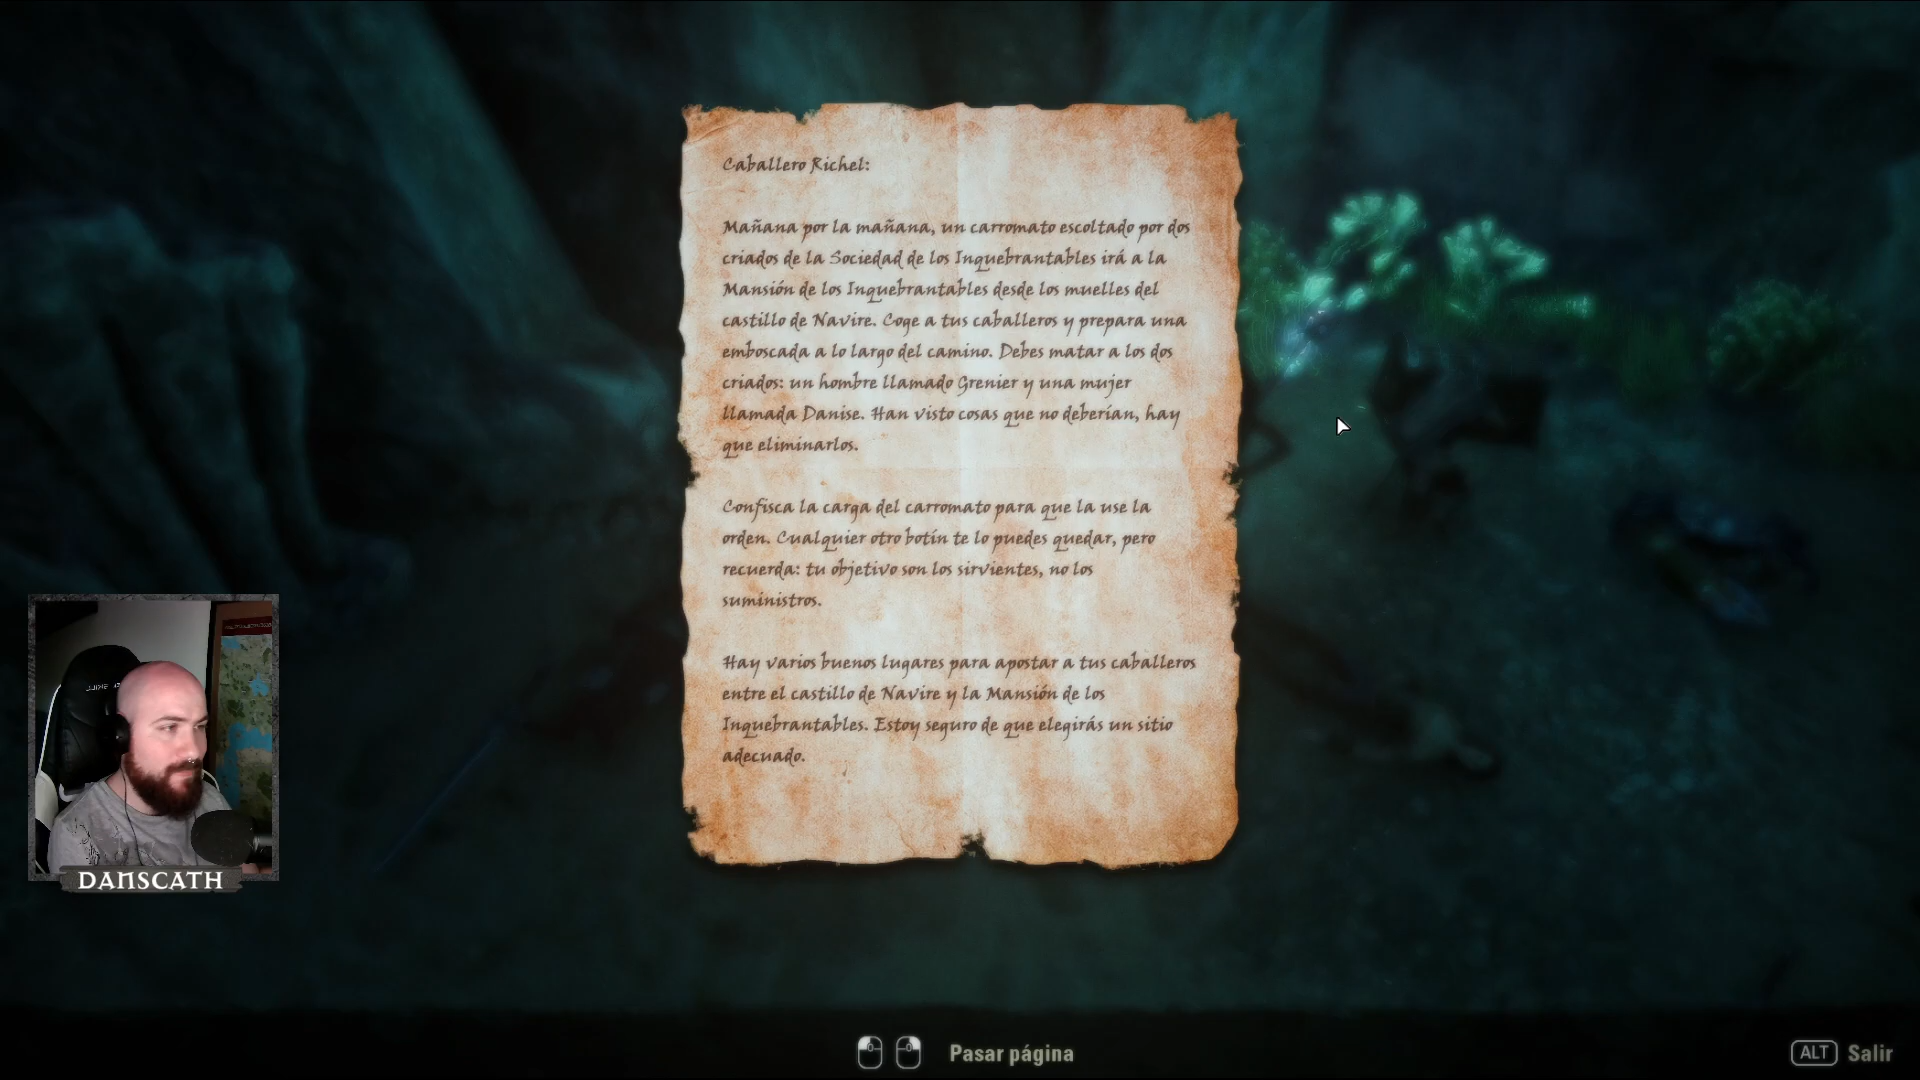 Caballero Richel:
Mañana por la mañana, un carromato escoltado por dos
criados de la Sociedad de los Inquebrantables irá a la
Mansión de los Inquebrantables desde los muelles del
castillo de Navire. Coge a tus caballeros y prepara una
emboscada a lo largo del camino. Debes matar a los dos
criados: un hombre llamado Grenier y una mujer
llamada Danise. Han visto cosas que no deberían, hay
que eliminarlos.
Confisca la carga del carromato para que la use la
orden. Cualquier otro botín te lo puedes quedar, pero
recuerda: tu objetivo son los sirvientes, no los
suministros.
Hay varios buenos lugares para apostar a tus caballeros
entre el castillo de Navire y la Mansión de los
Inquebrantables. Estoy seguro de que elegirás un sitio
adecuado.
DANSCATH
Pasar página
ALT Salir